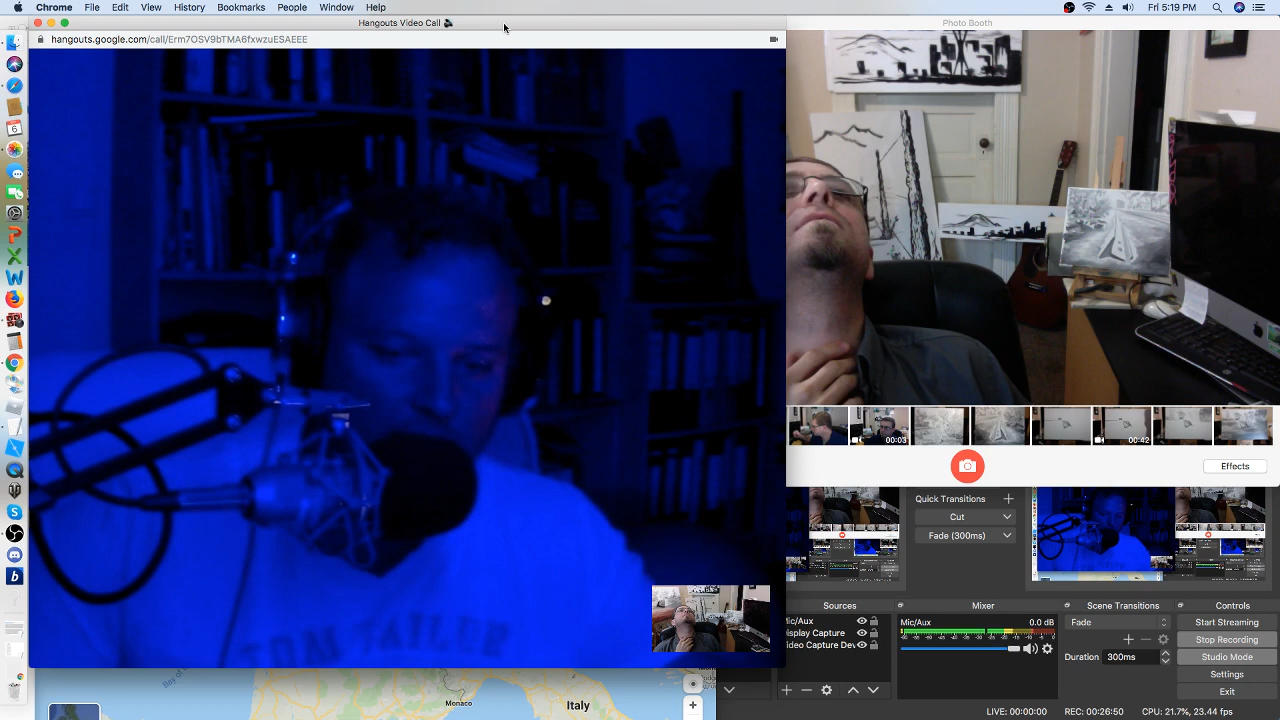 Chrome File Edit View History Bookmarks People Window Help Fri 5:19 PM
Hangouts Video Call
hangouts.google.com/call/Erm7OSV9bTMA6fxwzuESAEEE
Photo Booth
6
00:03
00:42
Effects
Quick Transitions
Cut
Fade (300ms)
Sources Mixer Scene Transitions Controls
Mic/Aux
isplay Capture
ideo Capture Dev
Mic/Aux 0.0 dB
Fade
Duration 300ms
Start Streaming
Stop Recording
Studio Mode
Settings
Exit
Monaco
Italy
LIVE: 00:00:00 REC: 00:26:50 CPU: 21.7%, 23.44 fps